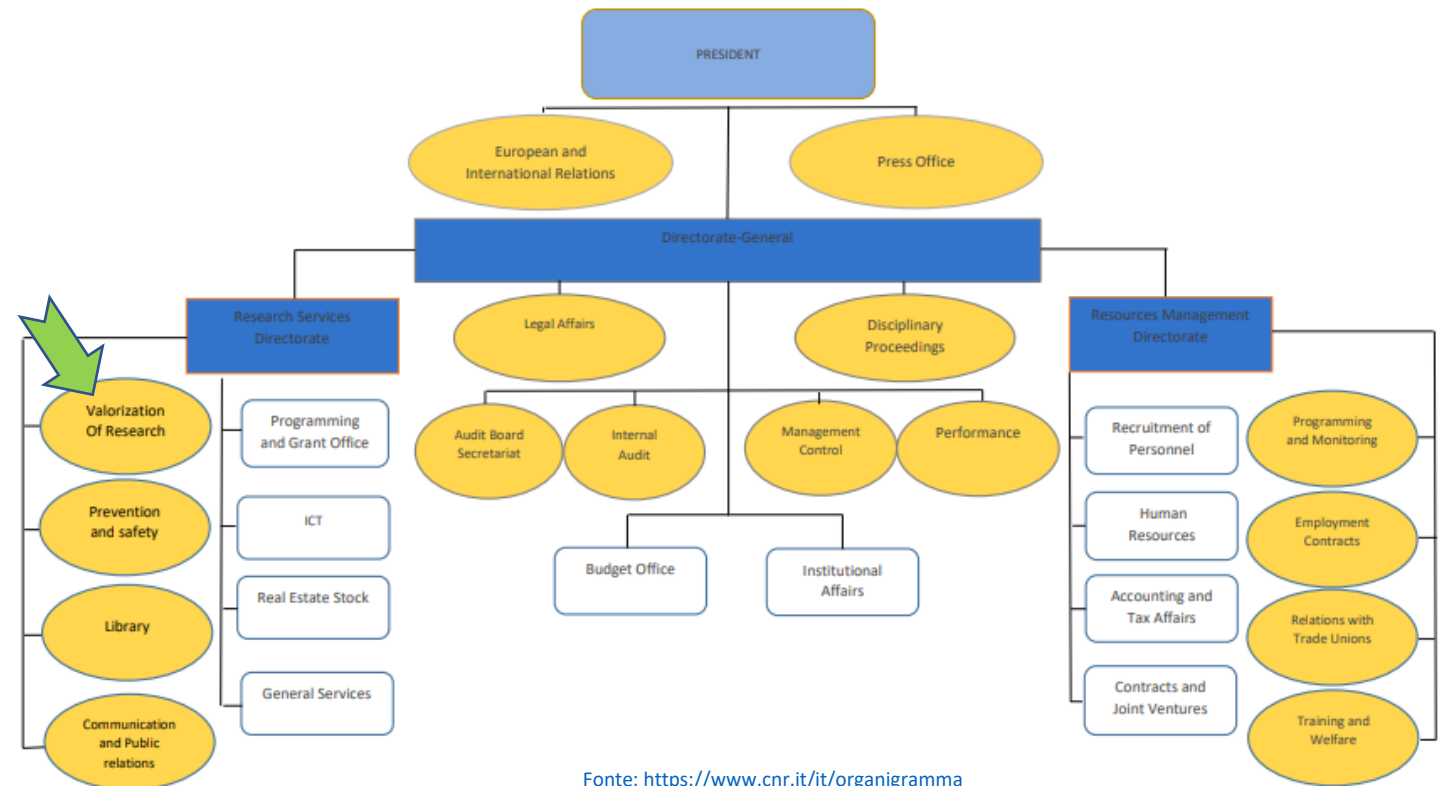 PRESIDENT
European and
International Relations
Press Office
Directorate-General
Research Services
Directorate
Legal Affairs
Disciplinary
Proceedings
Resources Management
Directorate
Valorization
Of Research
Programming
and Grant Office
Audit Board
Secretariat
Internal
Audit
Management
Control
Performance
Recruitment of
Personnel
Programming
and Monitoring
Prevention
and safety
ICT
Human
Resources
Employment
Contracts
Budget Office
Institutional
Affairs
Library
Real Estate Stock
Accounting and
Tax Affairs
Relations with
Trade Unions
General Services
Contracts and
Joint Ventures
Communication
and Public
relations
Training and
Welfare
Fonte: https://www.cnr.it/it/organigramma